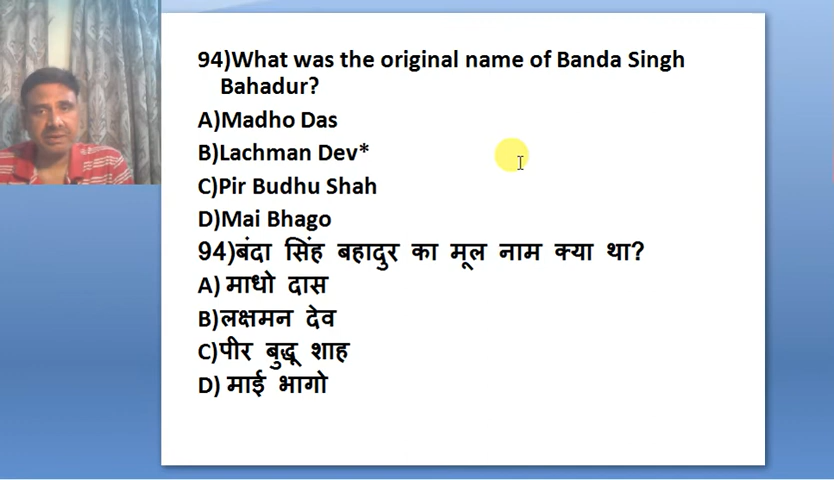 94)What was the original name of Banda Singh
Bahadur?
A)Madho Das
B)Lachman Dev*
C)Pir Budhu Shah
D)Mai Bhago
94)बंदा सिंह बहादुर का मूल नाम क्या था?
A) माधो दास
B)लक्षमन देव
C)पीर बुद्धू शाह
D) माई भागो